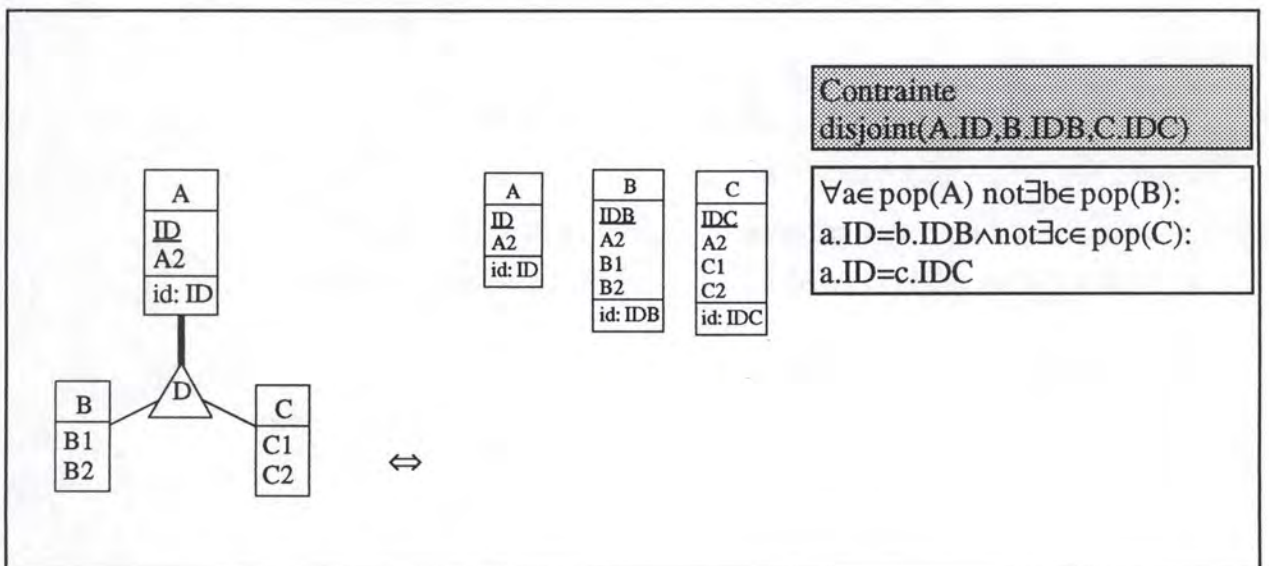 Contrainte
disjoint(A.ID,B.IDB,C.IDC)
∀a∈pop(A) not∃b∈pop(B):
a.ID=b.IDB∧not∃c∈pop(C):
a.ID=c.IDC
A
ID
A2
id: ID
D
B
B1
B2
C
C1
C2
⇔
A
ID
A2
id: ID
B
IDB
A2
B1
B2
id: IDB
C
IDC
A2
C1
C2
id: IDC